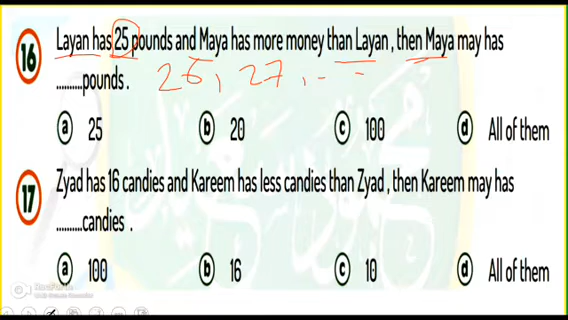 16 Layan has 25 pounds and Maya has more money than Layan , then Maya may has
..........pounds . 26, 27, ...
a 25 b 20 c 100 d All of them
17 Zyad has 16 candies and Kareem has less candies than Zyad , then Kareem may has
..........candies .
a 100 b 16 c 10 d All of them